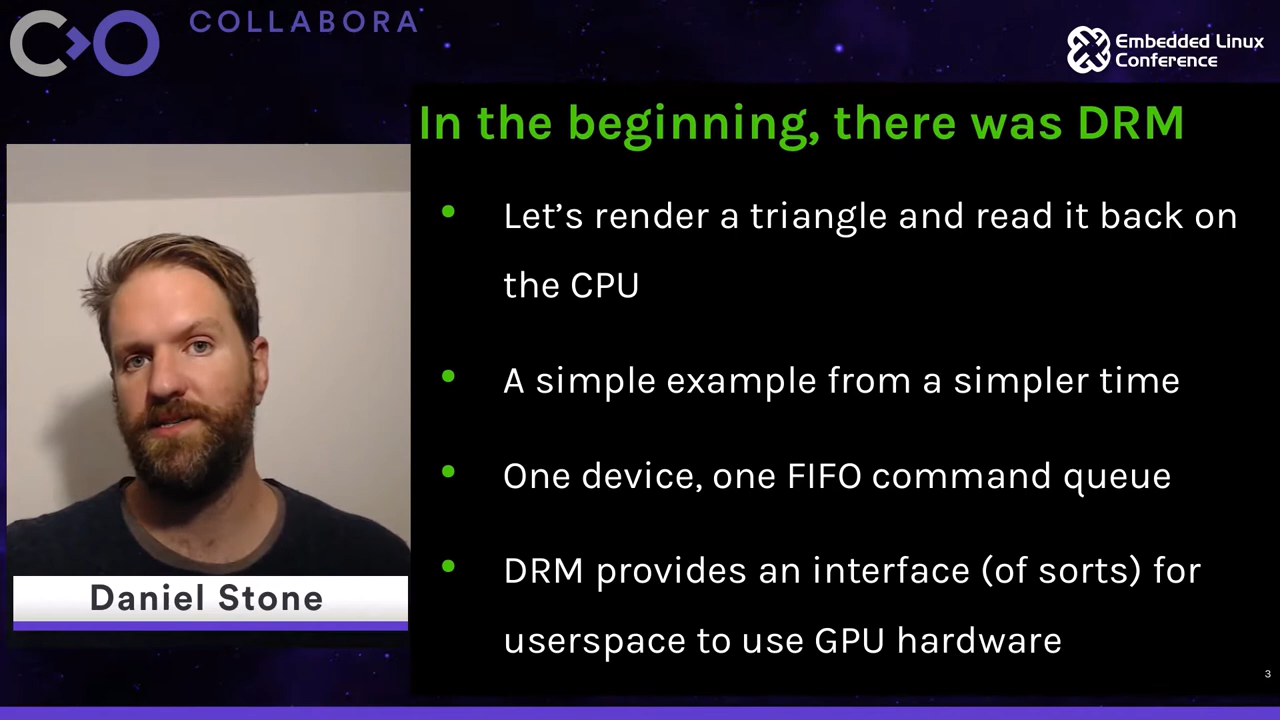 COLLABORA
Embedded Linux
Conference
In the beginning, there was DRM
• Let’s render a triangle and read it back on
the CPU
• A simple example from a simpler time
• One device, one FIFO command queue
• DRM provides an interface (of sorts) for
userspace to use GPU hardware
Daniel Stone
3